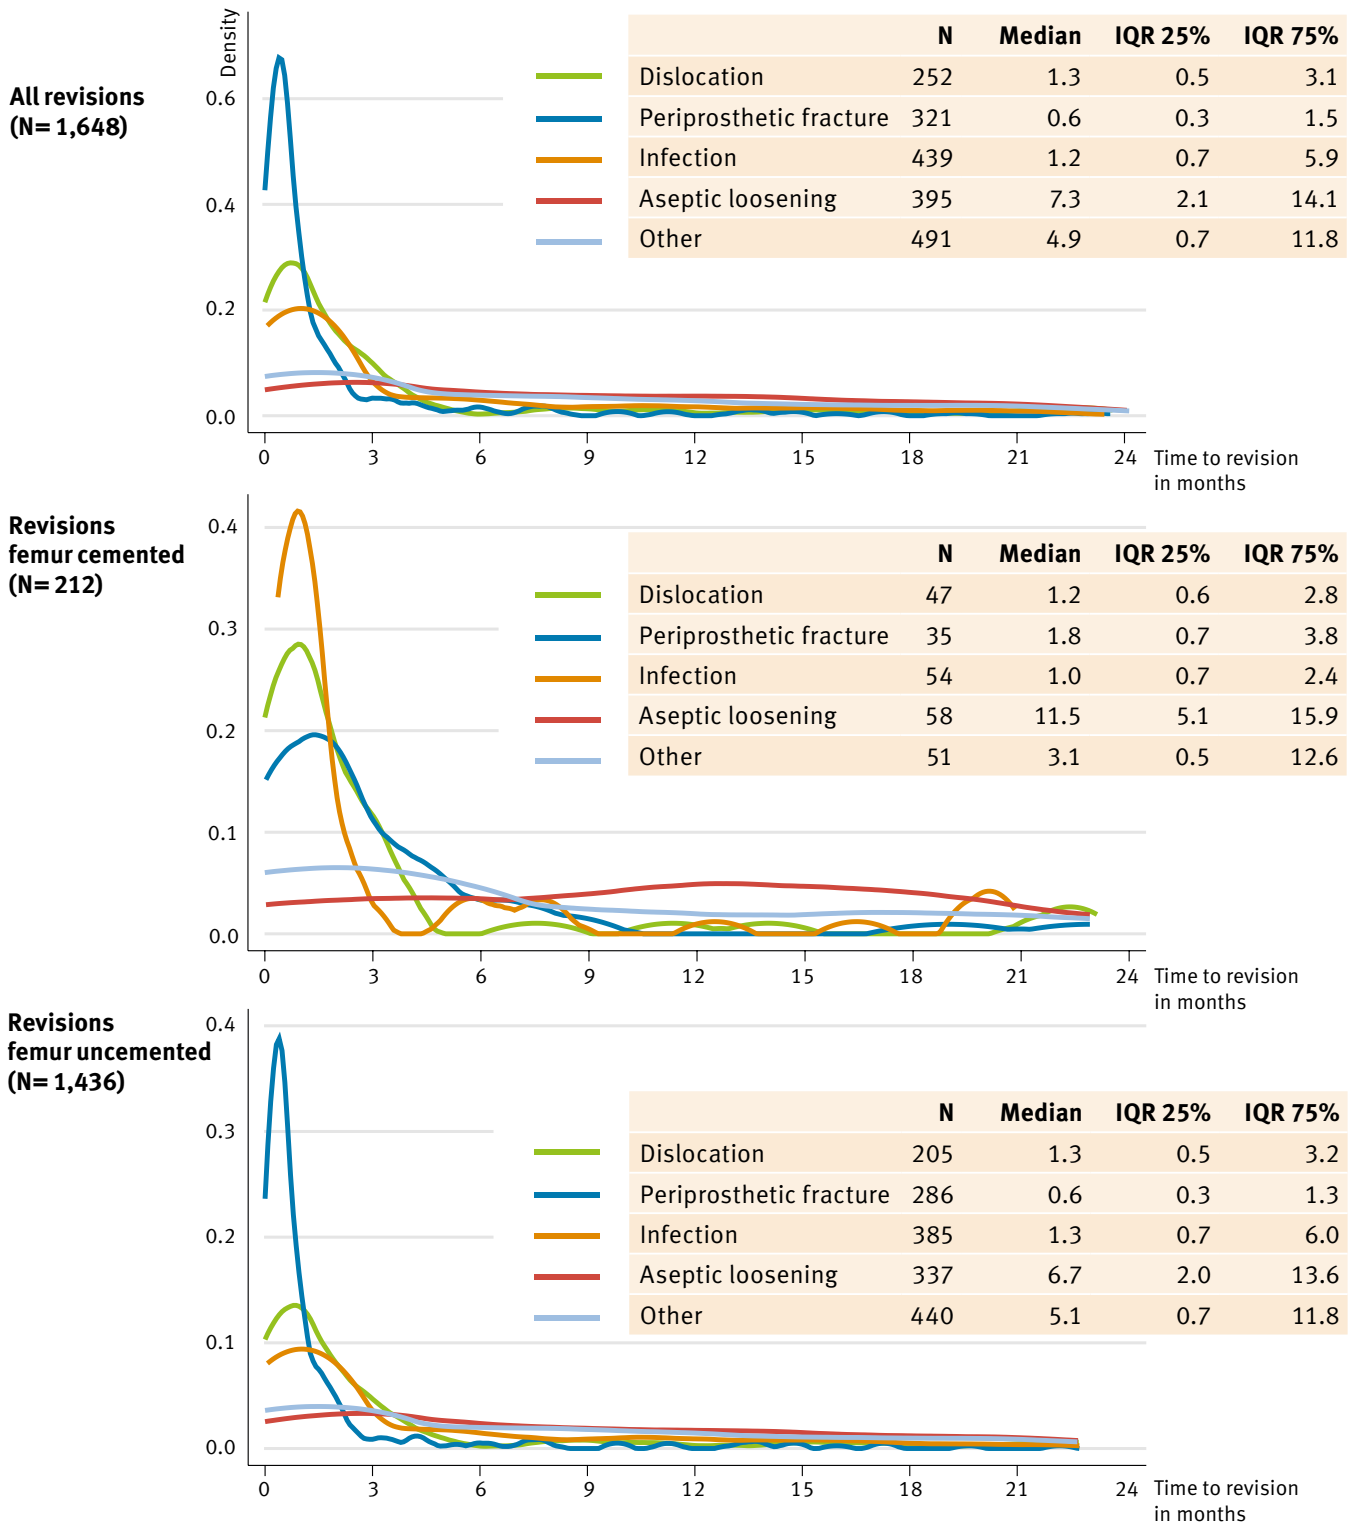 Density
All revisions
(N= 1,648)
0.6
0.4
0.2
0.0
N Median IQR 25% IQR 75%
Dislocation 252 1.3 0.5 3.1
Periprosthetic fracture 321 0.6 0.3 1.5
Infection 439 1.2 0.7 5.9
Aseptic loosening 395 7.3 2.1 14.1
Other 491 4.9 0.7 11.8
0 3 6 9 12 15 18 21 24 Time to revision
in months
Revisions
femur cemented
(N= 212)
0.4
0.3
0.2
0.1
0.0
N Median IQR 25% IQR 75%
Dislocation 47 1.2 0.6 2.8
Periprosthetic fracture 35 1.8 0.7 3.8
Infection 54 1.0 0.7 2.4
Aseptic loosening 58 11.5 5.1 15.9
Other 51 3.1 0.5 12.6
0 3 6 9 12 15 18 21 24 Time to revision
in months
Revisions
femur uncemented
(N= 1,436)
0.4
0.3
0.2
0.1
0.0
N Median IQR 25% IQR 75%
Dislocation 205 1.3 0.5 3.2
Periprosthetic fracture 286 0.6 0.3 1.3
Infection 385 1.3 0.7 6.0
Aseptic loosening 337 6.7 2.0 13.6
Other 440 5.1 0.7 11.8
0 3 6 9 12 15 18 21 24 Time to revision
in months